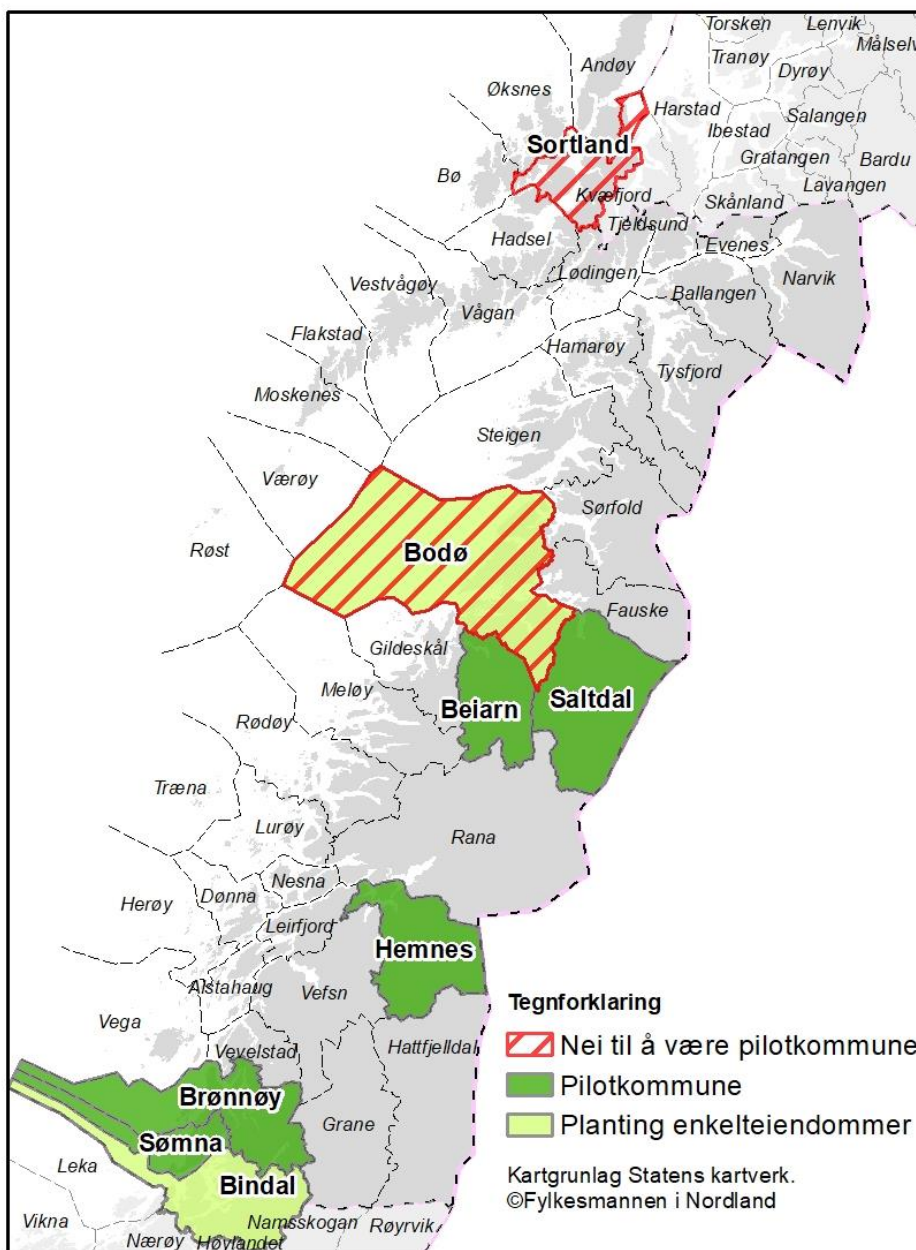 Torsken
Lenvik
Målselv
Tranøy
Andøy
Dyrøy
Øksnes
Harstad
Salangen
Ibestad
Sortland
Gratangen
Bardu
Bø
Kvæfjord
Lavangen
Skånland
Tjeldsund
Hadsel
Evenes
Lødingen
Narvik
Vestvågøy
Ballangen
Vågan
Flakstad
Hamarøy
Tysfjord
Moskenes
Steigen
Værøy
Sørfold
Røst
Bodø
Fauske
Gildeskål
Meløy
Beiarn
Saltdal
Rødøy
Træna
Lurøy
Rana
Nesna
Dønna
Herøy
Leirfjord
Hemnes
Alstahaug
Vefsn
Vega
Vevelstad
Hattfjelldal
Brønnøy
Grane
Sømna
Leka
Bindal
Vikna
Namsskogan
Nærøy
Høylandet
Røyrvik
Tegnforklaring
Nei til å være pilotkommune
Pilotkommune
Planting enkelteiendommer
Kartgrunlag Statens kartverk.
©Fylkesmannen i Nordland